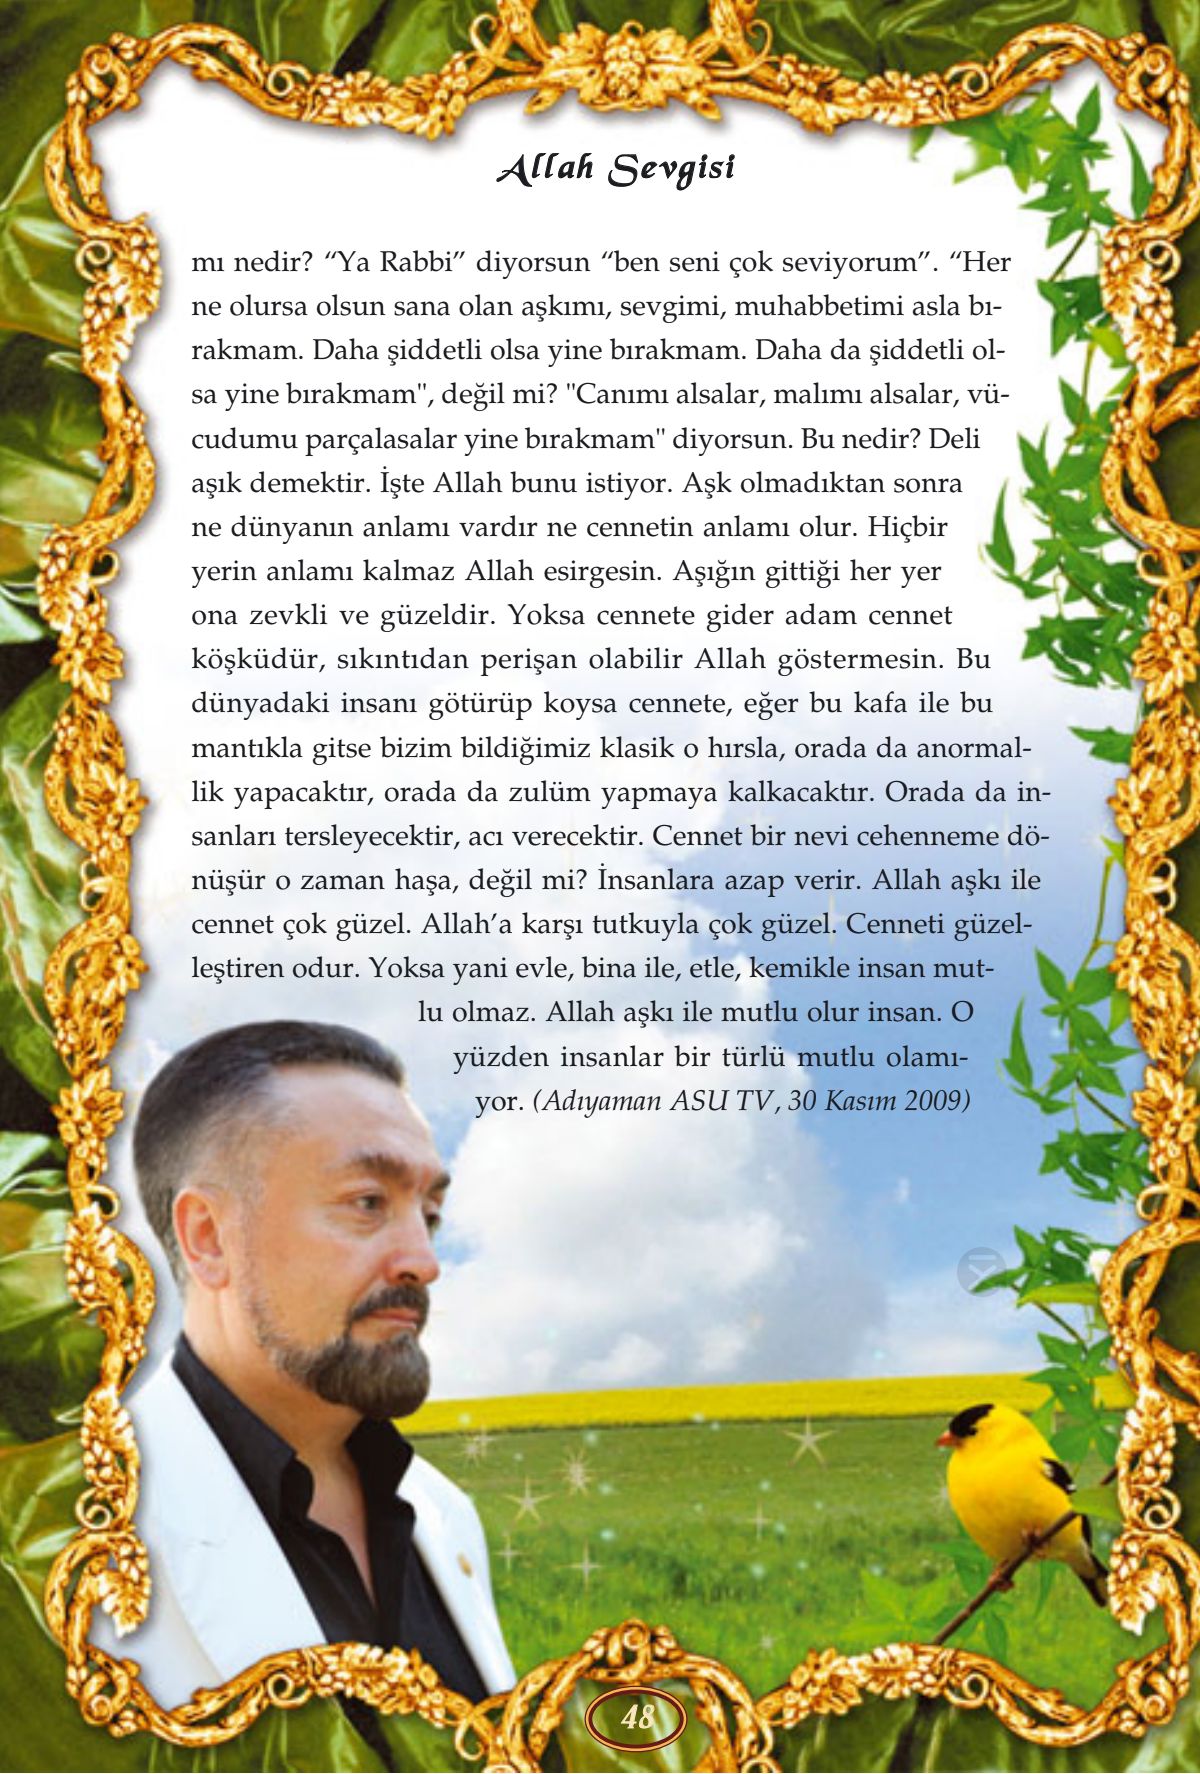 Allah Sevgisi
mı nedir? “Ya Rabbi” diyorsun “ben seni çok seviyorum”. “Her
ne olursa olsun sana olan aşkımı, sevgimi, muhabbetimi asla bı-
rakmam. Daha şiddetli olsa yine bırakmam. Daha da şiddetli ol-
sa yine bırakmam", değil mi? "Canımı alsalar, malımı alsalar, vü-
cudumu parçalasalar yine bırakmam" diyorsun. Bu nedir? Deli
aşık demektir. İşte Allah bunu istiyor. Aşk olmadıktan sonra
ne dünyanın anlamı vardır ne cennetin anlamı olur. Hiçbir
yerin anlamı kalmaz Allah esirgesin. Aşığın gittiği her yer
ona zevkli ve güzeldir. Yoksa cennete gider adam cennet
köşküdür, sıkıntıdan perişan olabilir Allah göstermesin. Bu
dünyadaki insanı götürüp koysa cennete, eğer bu kafa ile bu
mantıkla gitse bizim bildiğimiz klasik o hırsla, orada da anormal-
lik yapacaktır, orada da zulüm yapmaya kalkacaktır. Orada da in-
sanları tersleyecektir, acı verecektir. Cennet bir nevi cehenneme dö-
nüşür o zaman haşa, değil mi? İnsanlara azap verir. Allah aşkı ile
cennet çok güzel. Allah’a karşı tutkuyla çok güzel. Cenneti güzel-
leştiren odur. Yoksa yani evle, bina ile, etle, kemikle insan mut-
lu olmaz. Allah aşkı ile mutlu olur insan. O
yüzden insanlar bir türlü mutlu olamı-
yor. (Adıyaman ASU TV, 30 Kasım 2009)
48